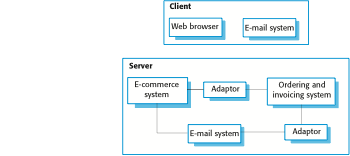 Client
Web browser
E-mail system
Server
E-commerce
system
Adaptor
Ordering and
invoicing system
E-mail system
Adaptor